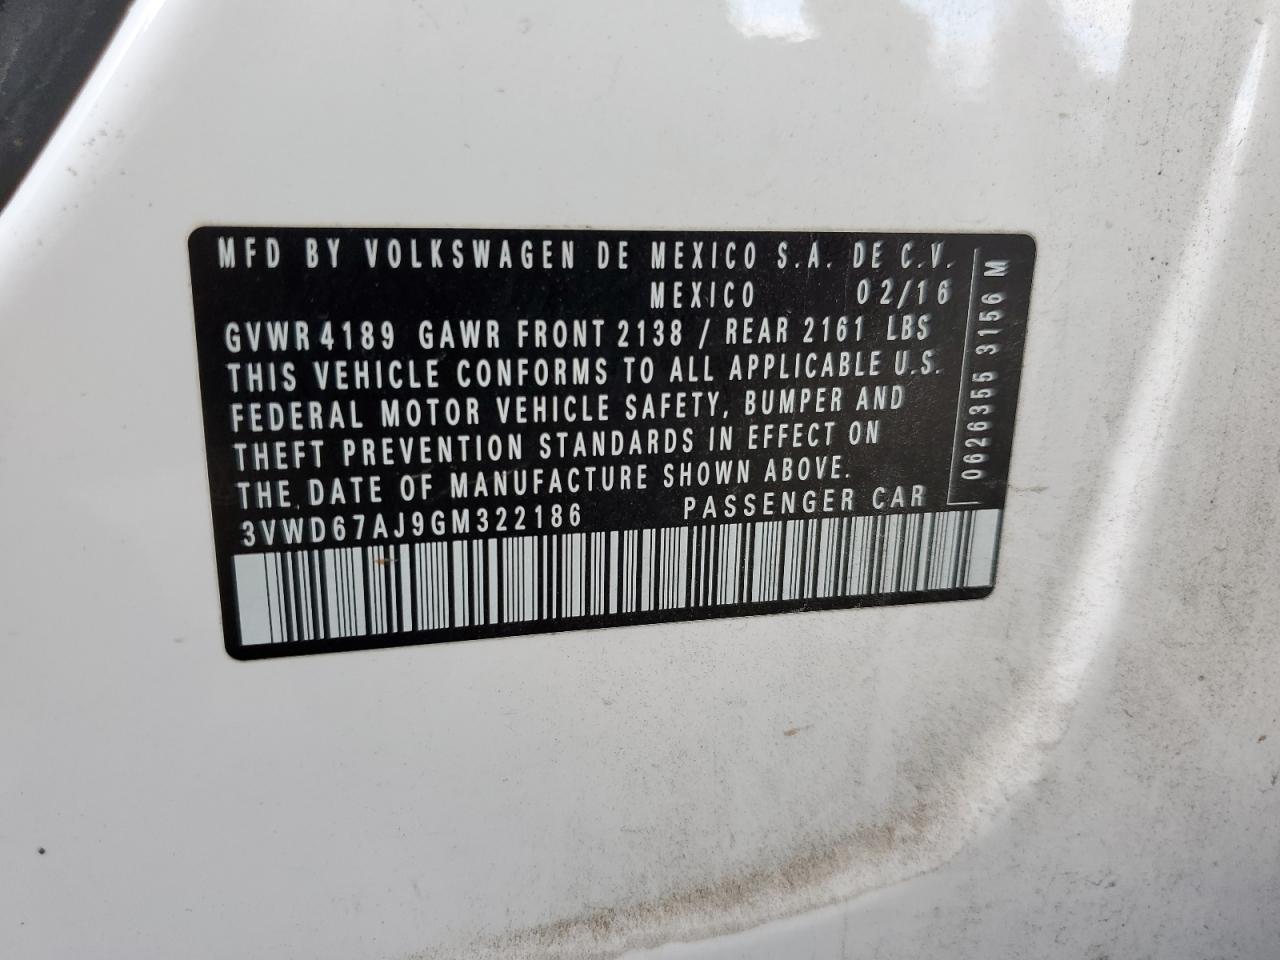 MFD BY VOLKSWAGEN DE MEXICO S.A. DE C.V.
MEXICO 02/16
GVWR 4189 GAWR FRONT 2138 / REAR 2161 LBS
THIS VEHICLE CONFORMS TO ALL APPLICABLE U.S.
FEDERAL MOTOR VEHICLE SAFETY, BUMPER AND
THEFT PREVENTION STANDARDS IN EFFECT ON
THE DATE OF MANUFACTURE SHOWN ABOVE.
3VWD67AJ9GM322186 PASSENGER CAR
0626355 3156 M